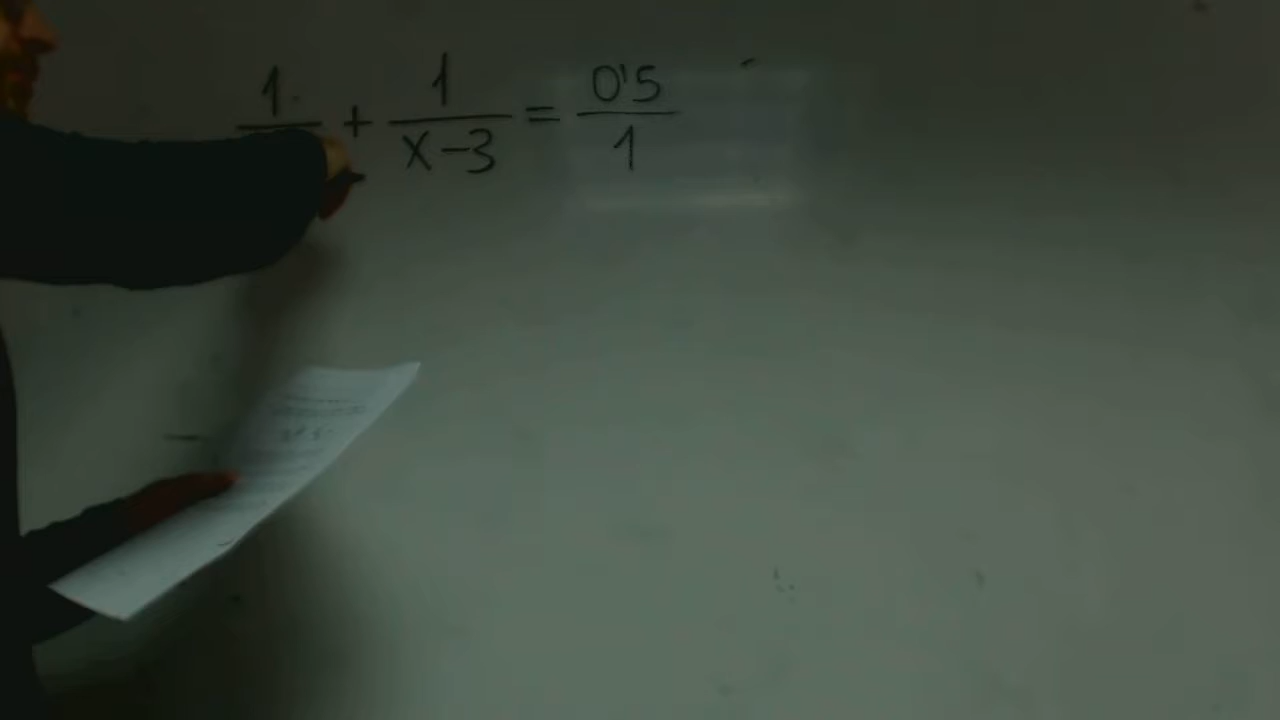 1 / + 1 / x-3 = 0'5 / 1